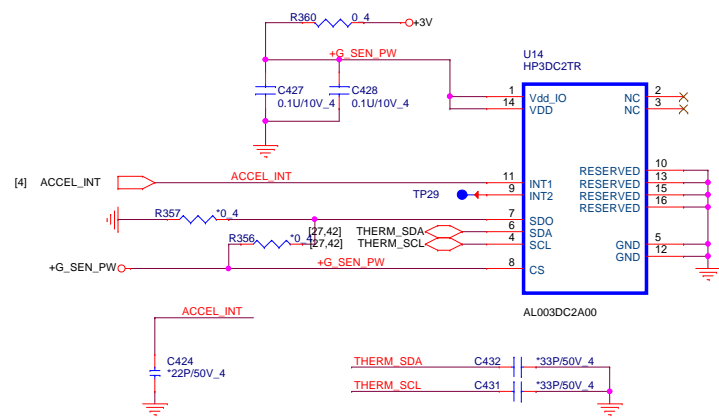 R360 0_4
+3V
U14
HP3DC2TR
+G_SEN_PW
C427
0.1U/10V_4
C428
0.1U/10V_4
1 Vdd_IO
14 VDD
NC 2
NC 3
[4] ACCEL_INT ACCEL_INT
11 INT1
9 INT2
TP29
RESERVED 10
RESERVED 13
RESERVED 15
RESERVED 16
R357 *0_4
7 SDO
[27,42] THERM_SDA 6 SDA
R356 *0_4
[27,42] THERM_SCL 4 SCL
GND 5
GND 12
+G_SEN_PW +G_SEN_PW 8 CS
AL003DC2A00
ACCEL_INT
C424
*22P/50V_4
THERM_SDA C432 *33P/50V_4
THERM_SCL C431 *33P/50V_4